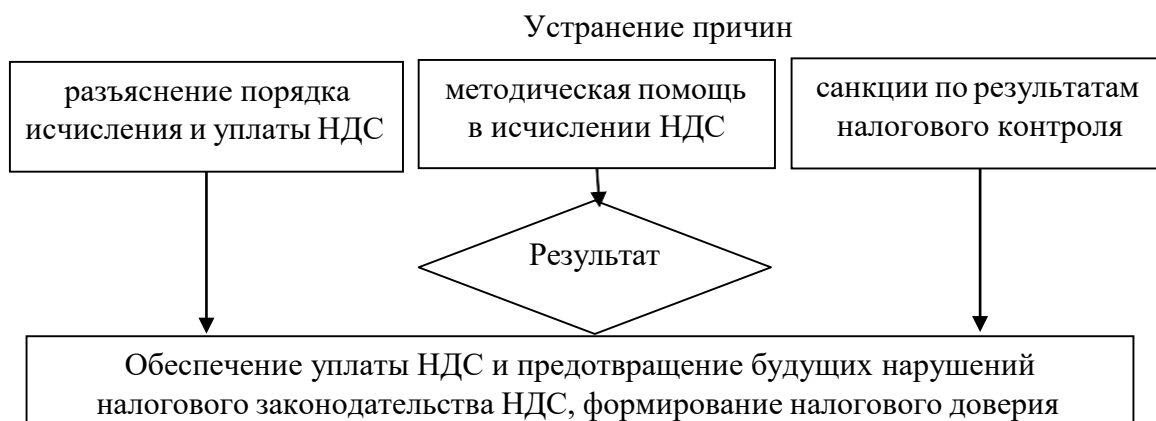 Устранение причин
разъяснение порядка
исчисления и уплаты НДС
методическая помощь
в исчислении НДС
санкции по результатам
налогового контроля
Результат
Обеспечение уплаты НДС и предотвращение будущих нарушений
налогового законодательства НДС, формирование налогового доверия